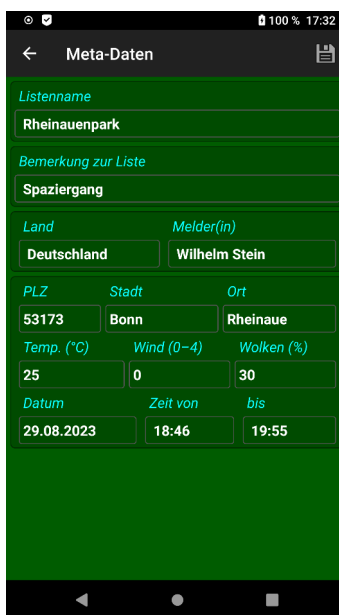 100 % 17:32
Meta-Daten
Listenname
Rheinauenpark
Bemerkung zur Liste
Spaziergang
Land Melder(in)
Deutschland Wilhelm Stein
PLZ Stadt Ort
53173 Bonn Rheinaue
Temp. (°C) Wind (0–4) Wolken (%)
25 0 30
Datum Zeit von bis
29.08.2023 18:46 19:55